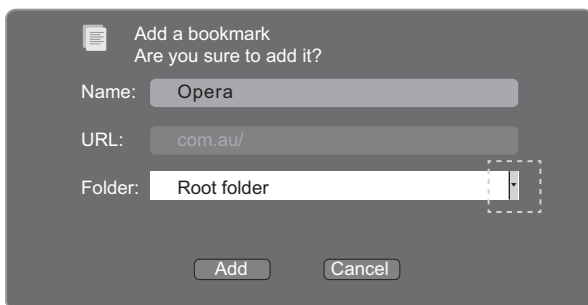 Add a bookmark
Are you sure to add it?
Name: Opera
URL: com.au/
Folder: Root folder
Add Cancel